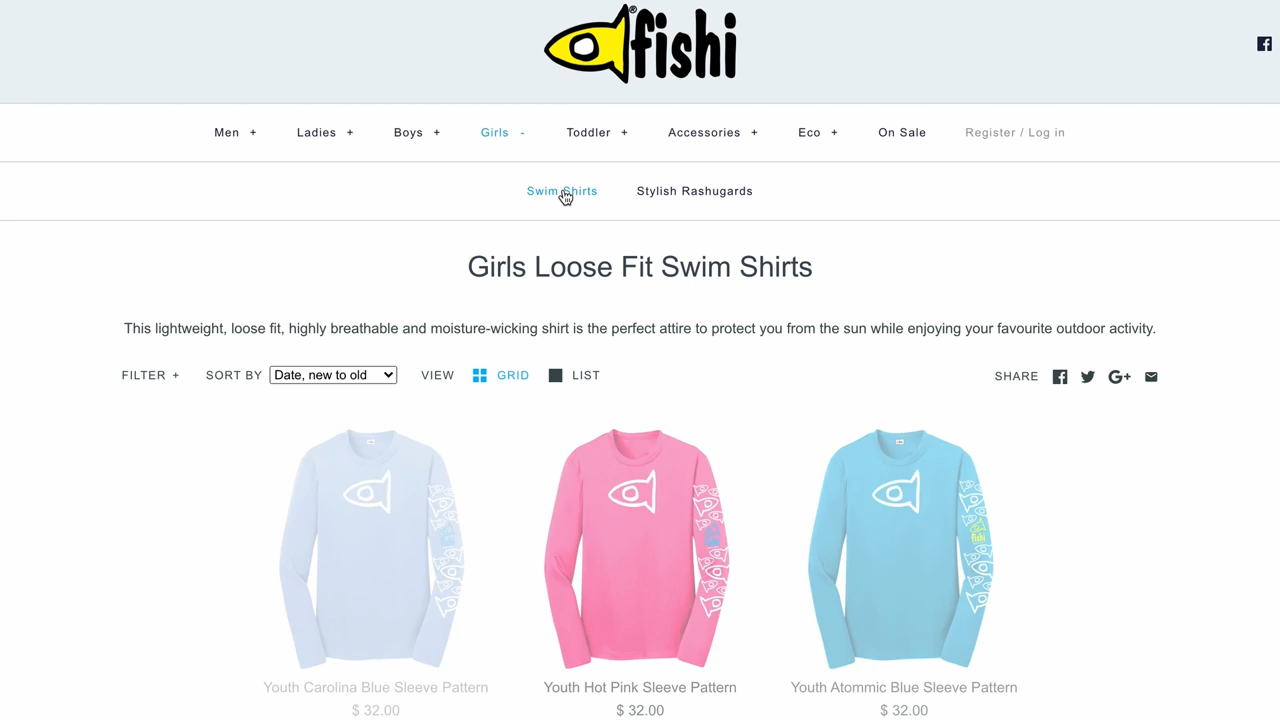 fishi®
Men + Ladies + Boys + Girls - Toddler + Accessories + Eco + On Sale Register / Log in
Swim Shirts Stylish Rashugards
Girls Loose Fit Swim Shirts
This lightweight, loose fit, highly breathable and moisture-wicking shirt is the perfect attire to protect you from the sun while enjoying your favourite outdoor activity.
FILTER + SORT BY Date, new to old VIEW GRID LIST SHARE G+
fishi
Youth Carolina Blue Sleeve Pattern Youth Hot Pink Sleeve Pattern Youth Atommic Blue Sleeve Pattern
$ 32.00 $ 32.00 $ 32.00